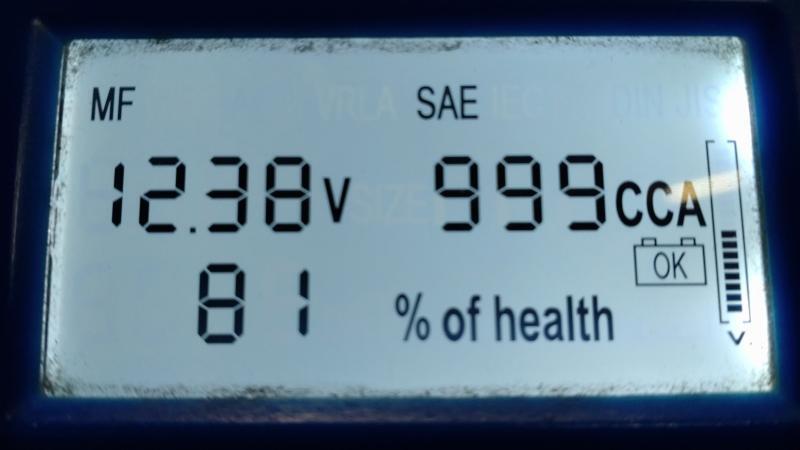 MF SAE
12.38V 999CCA
OK
81 % of health